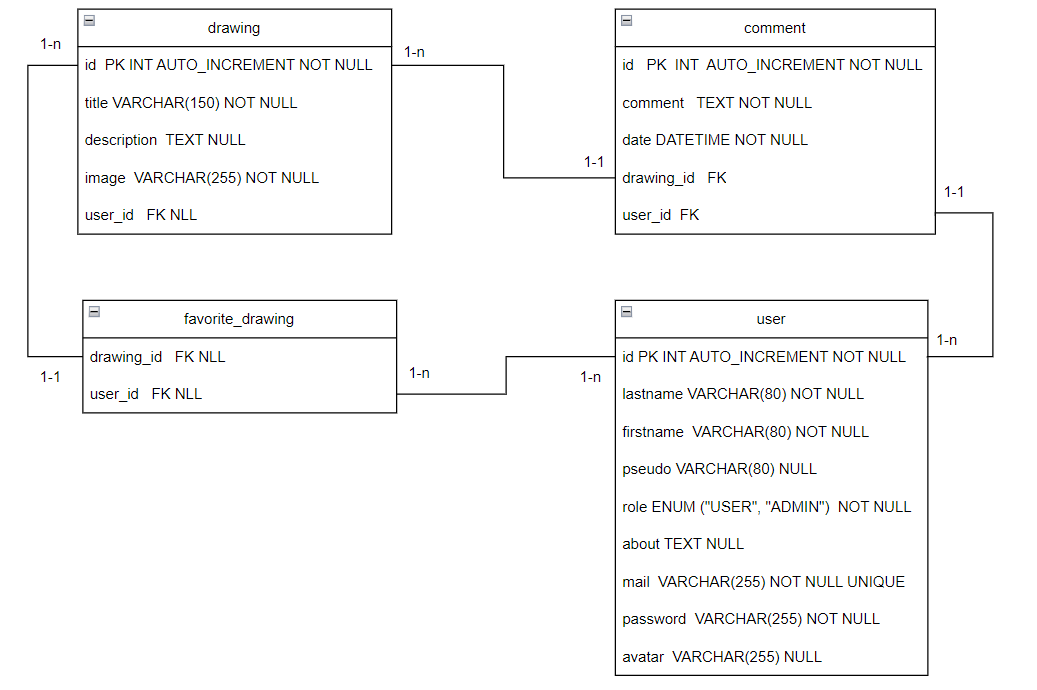 drawing
1-n
id PK INT AUTO_INCREMENT NOT NULL
title VARCHAR(150) NOT NULL
description TEXT NULL
image VARCHAR(255) NOT NULL
user_id FK NLL
1-n
comment
id PK INT AUTO_INCREMENT NOT NULL
comment TEXT NOT NULL
date DATETIME NOT NULL
1-1
drawing_id FK
user_id FK
1-1
favorite_drawing
drawing_id FK NLL
1-1
user_id FK NLL
1-n
user
1-n
id PK INT AUTO_INCREMENT NOT NULL
1-n
lastname VARCHAR(80) NOT NULL
firstname VARCHAR(80) NOT NULL
pseudo VARCHAR(80) NULL
role ENUM ("USER", "ADMIN") NOT NULL
about TEXT NULL
mail VARCHAR(255) NOT NULL UNIQUE
password VARCHAR(255) NOT NULL
avatar VARCHAR(255) NULL